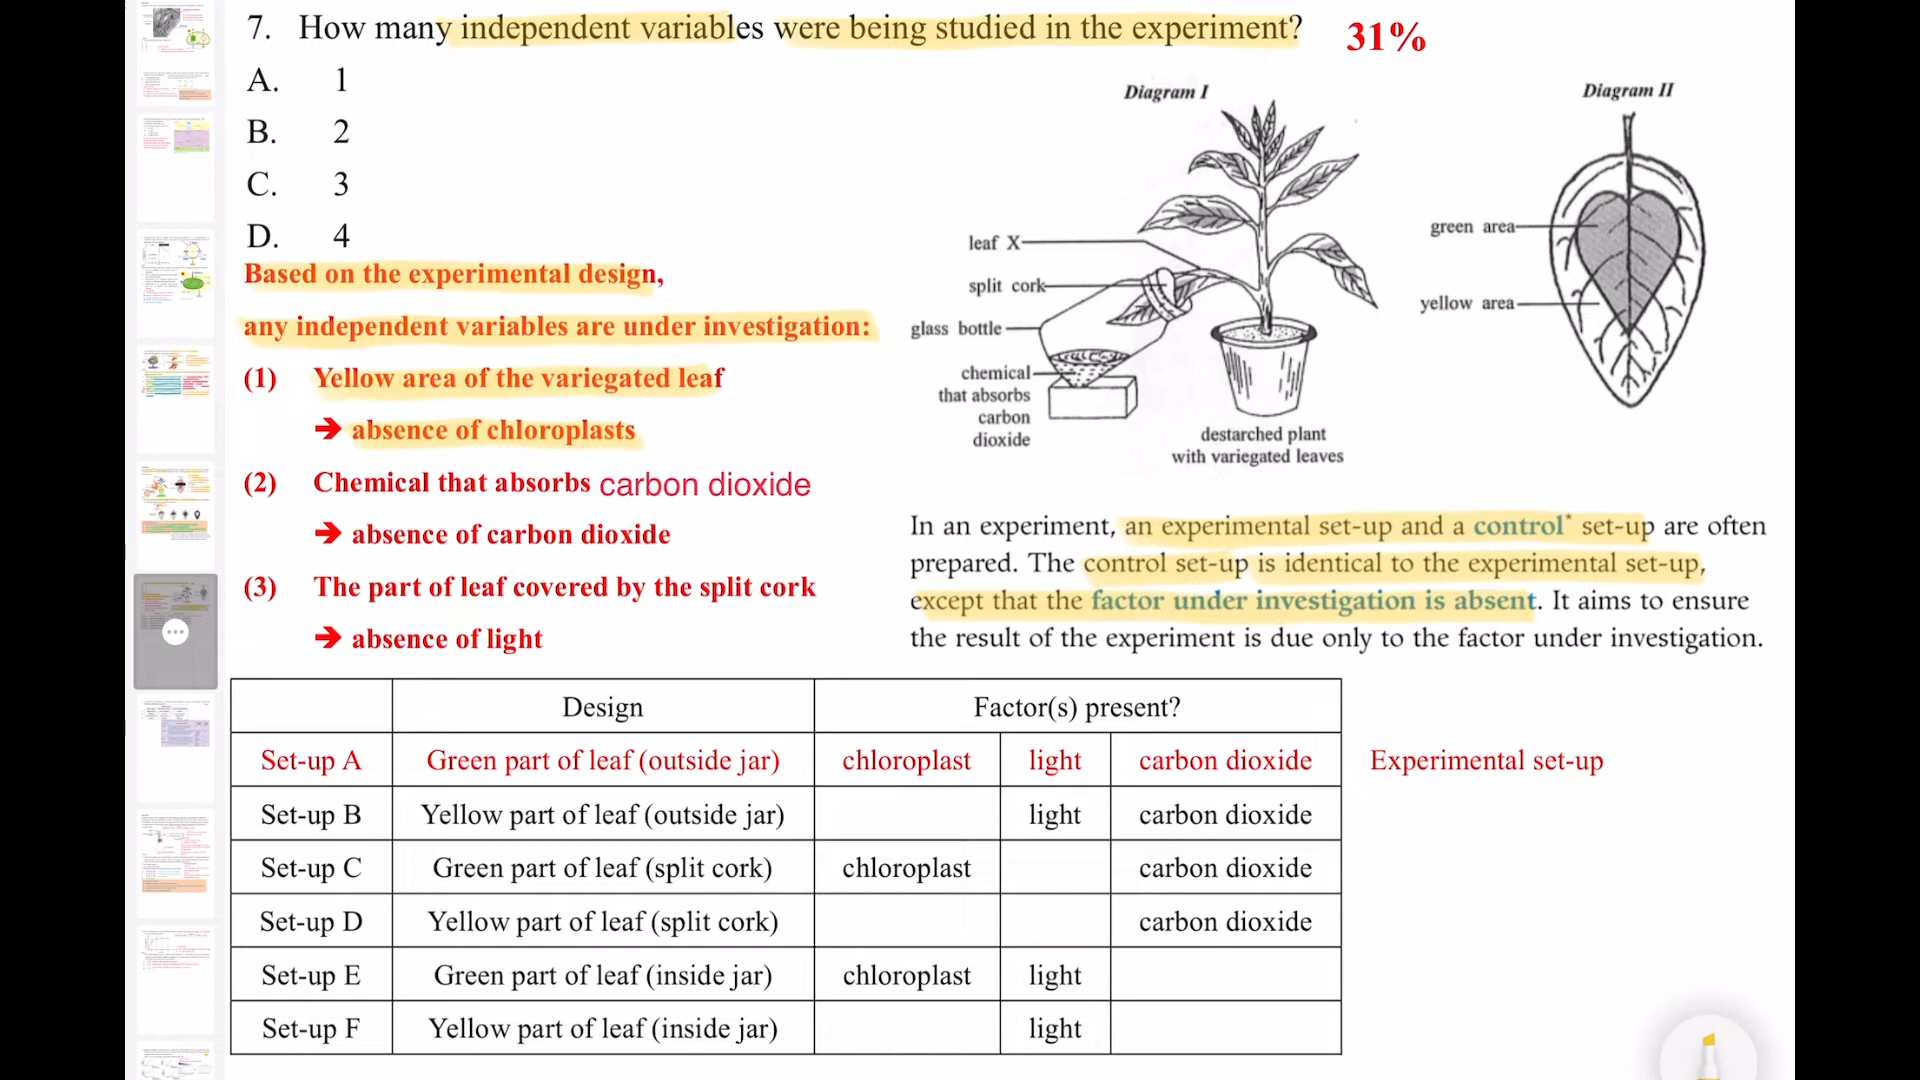 7. How many independent variables were being studied in the experiment?
31%
A. 1
B. 2
C. 3
D. 4
Based on the experimental design,
any independent variables are under investigation:
(1) Yellow area of the variegated leaf
➔ absence of chloroplasts
(2) Chemical that absorbs carbon dioxide
➔ absence of carbon dioxide
(3) The part of leaf covered by the split cork
➔ absence of light
Diagram I
leaf X
split cork
glass bottle
chemical
that absorbs
carbon
dioxide
destarched plant
with variegated leaves
Diagram II
green area
yellow area
In an experiment, an experimental set-up and a control* set-up are often
prepared. The control set-up is identical to the experimental set-up,
except that the factor under investigation is absent. It aims to ensure
the result of the experiment is due only to the factor under investigation.
Design Factor(s) present?
Set-up A Green part of leaf (outside jar) chloroplast light carbon dioxide Experimental set-up
Set-up B Yellow part of leaf (outside jar) light carbon dioxide
Set-up C Green part of leaf (split cork) chloroplast carbon dioxide
Set-up D Yellow part of leaf (split cork) carbon dioxide
Set-up E Green part of leaf (inside jar) chloroplast light
Set-up F Yellow part of leaf (inside jar) light